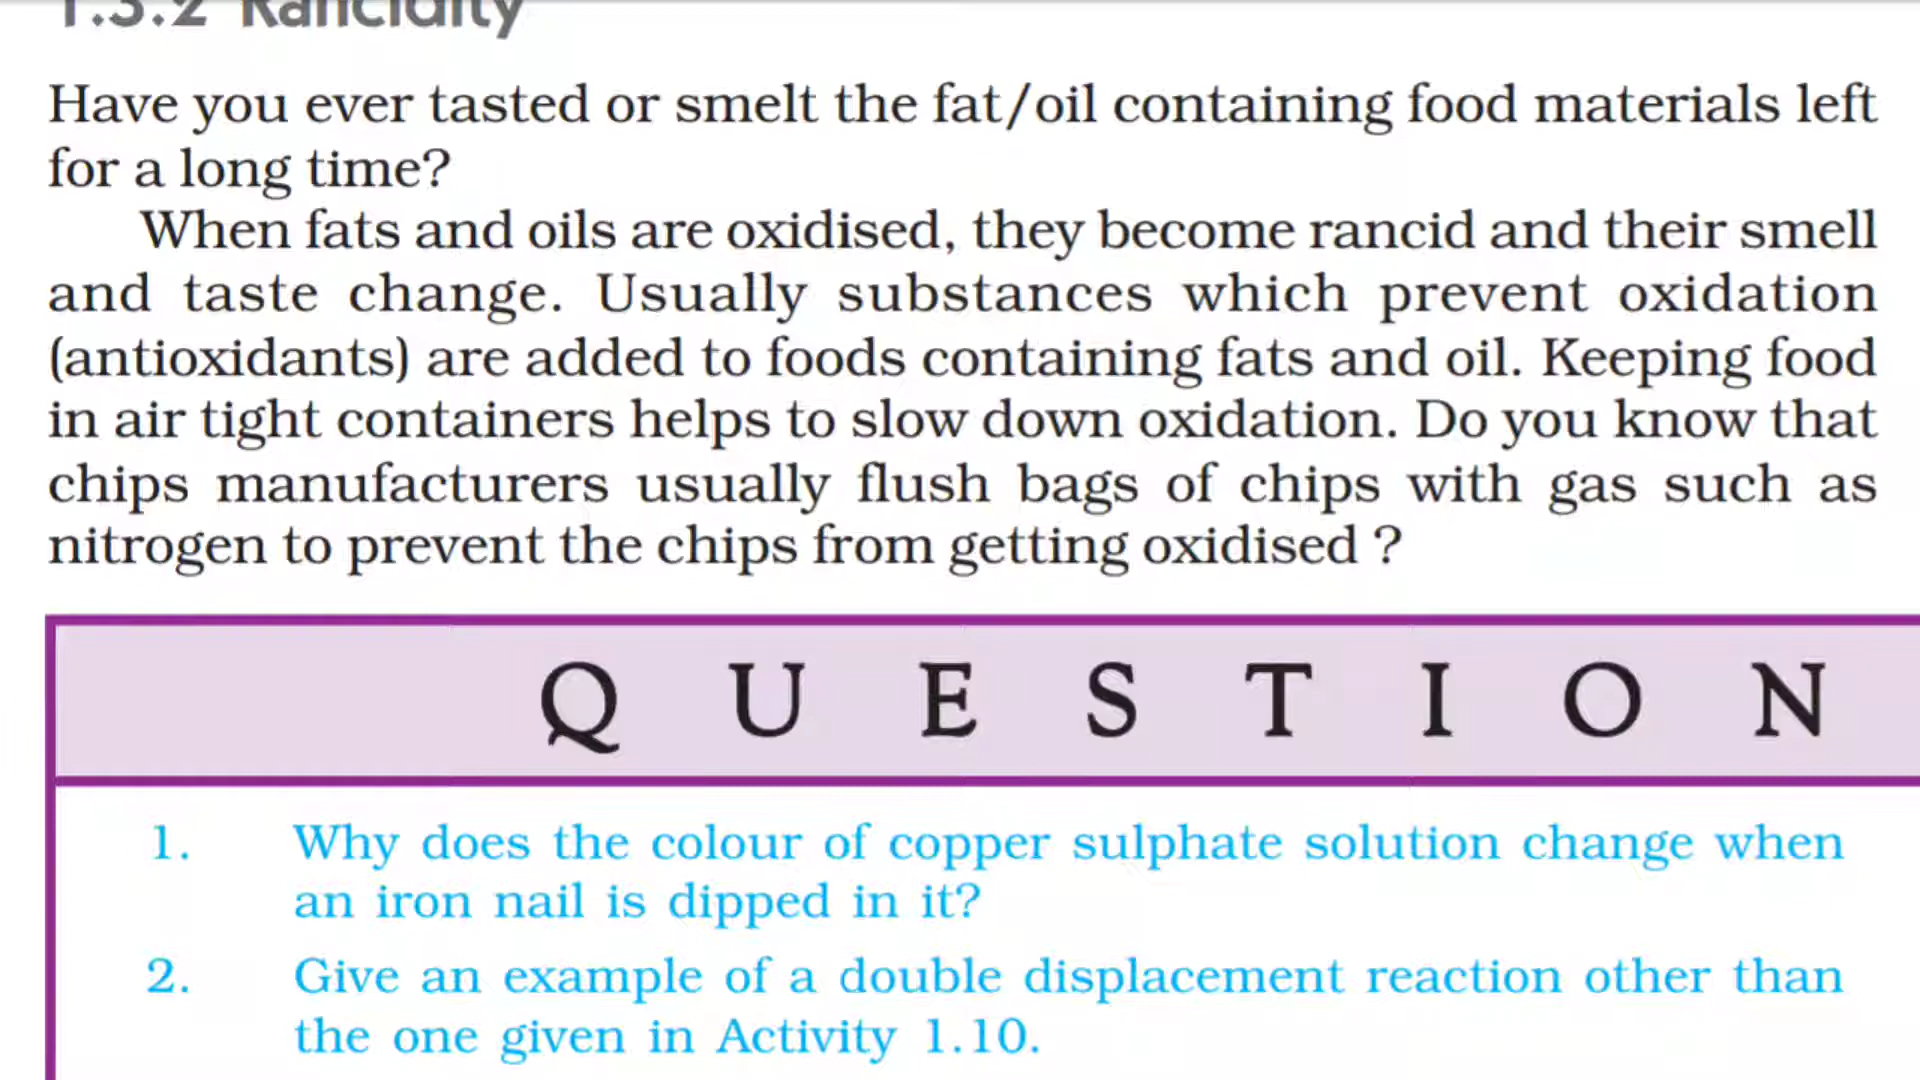 1.3.2 Rancidity
Have you ever tasted or smelt the fat/oil containing food materials left
for a long time?
When fats and oils are oxidised, they become rancid and their smell
and taste change. Usually substances which prevent oxidation
(antioxidants) are added to foods containing fats and oil. Keeping food
in air tight containers helps to slow down oxidation. Do you know that
chips manufacturers usually flush bags of chips with gas such as
nitrogen to prevent the chips from getting oxidised ?
Q U E S T I O N
1. Why does the colour of copper sulphate solution change when
an iron nail is dipped in it?
2. Give an example of a double displacement reaction other than
the one given in Activity 1.10.